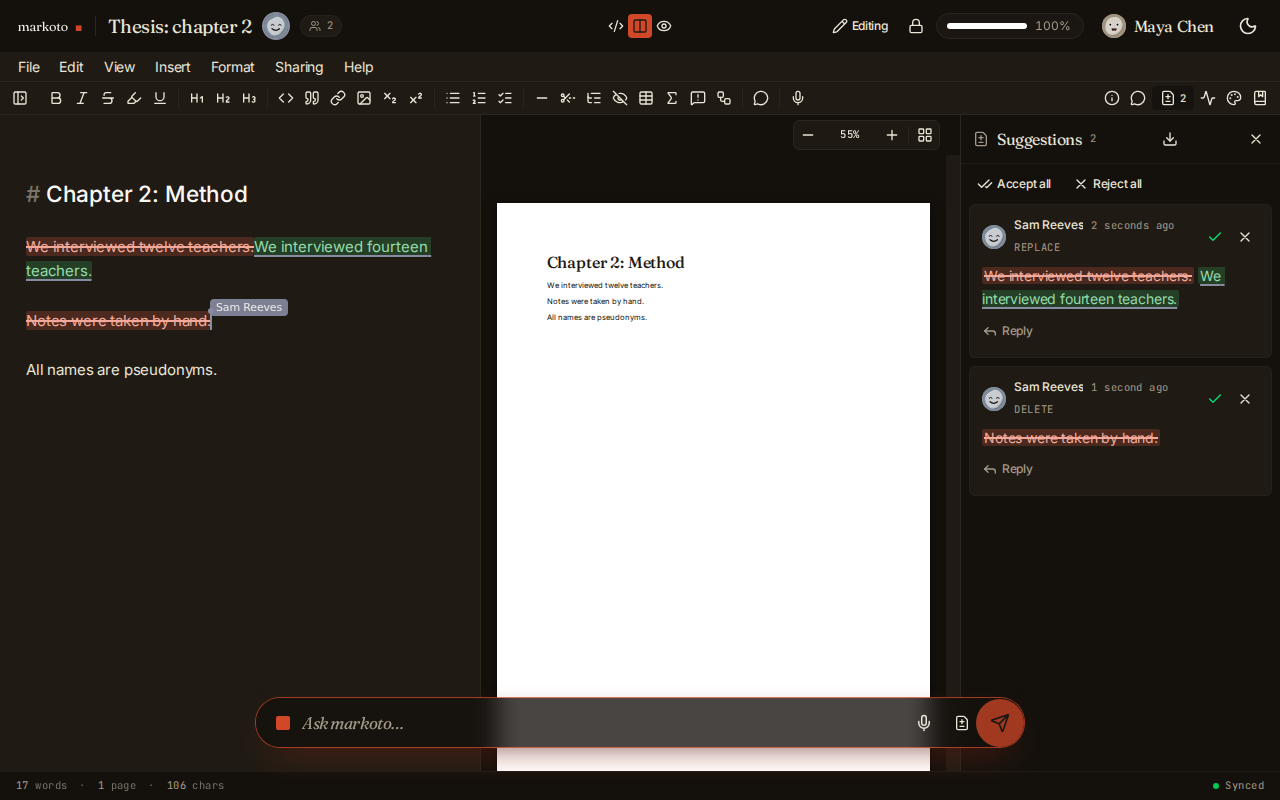 markoto
Thesis: chapter 2
2
Editing
100%
Maya Chen
File Edit View Insert Format Sharing Help
B I S U H1 H2 H3 X2 X2 2
55%
Suggestions 2
Accept all Reject all
# Chapter 2: Method
We interviewed twelve teachers.We interviewed fourteen
teachers.
Sam Reeves
Notes were taken by hand.
All names are pseudonyms.
Chapter 2: Method
We interviewed twelve teachers.
Notes were taken by hand.
All names are pseudonyms.
Sam Reeves 2 seconds ago
REPLACE
We interviewed twelve teachers. We
interviewed fourteen teachers.
Reply
Sam Reeves 1 second ago
DELETE
Notes were taken by hand.
Reply
Ask markoto...
17 words · 1 page · 106 chars
Synced